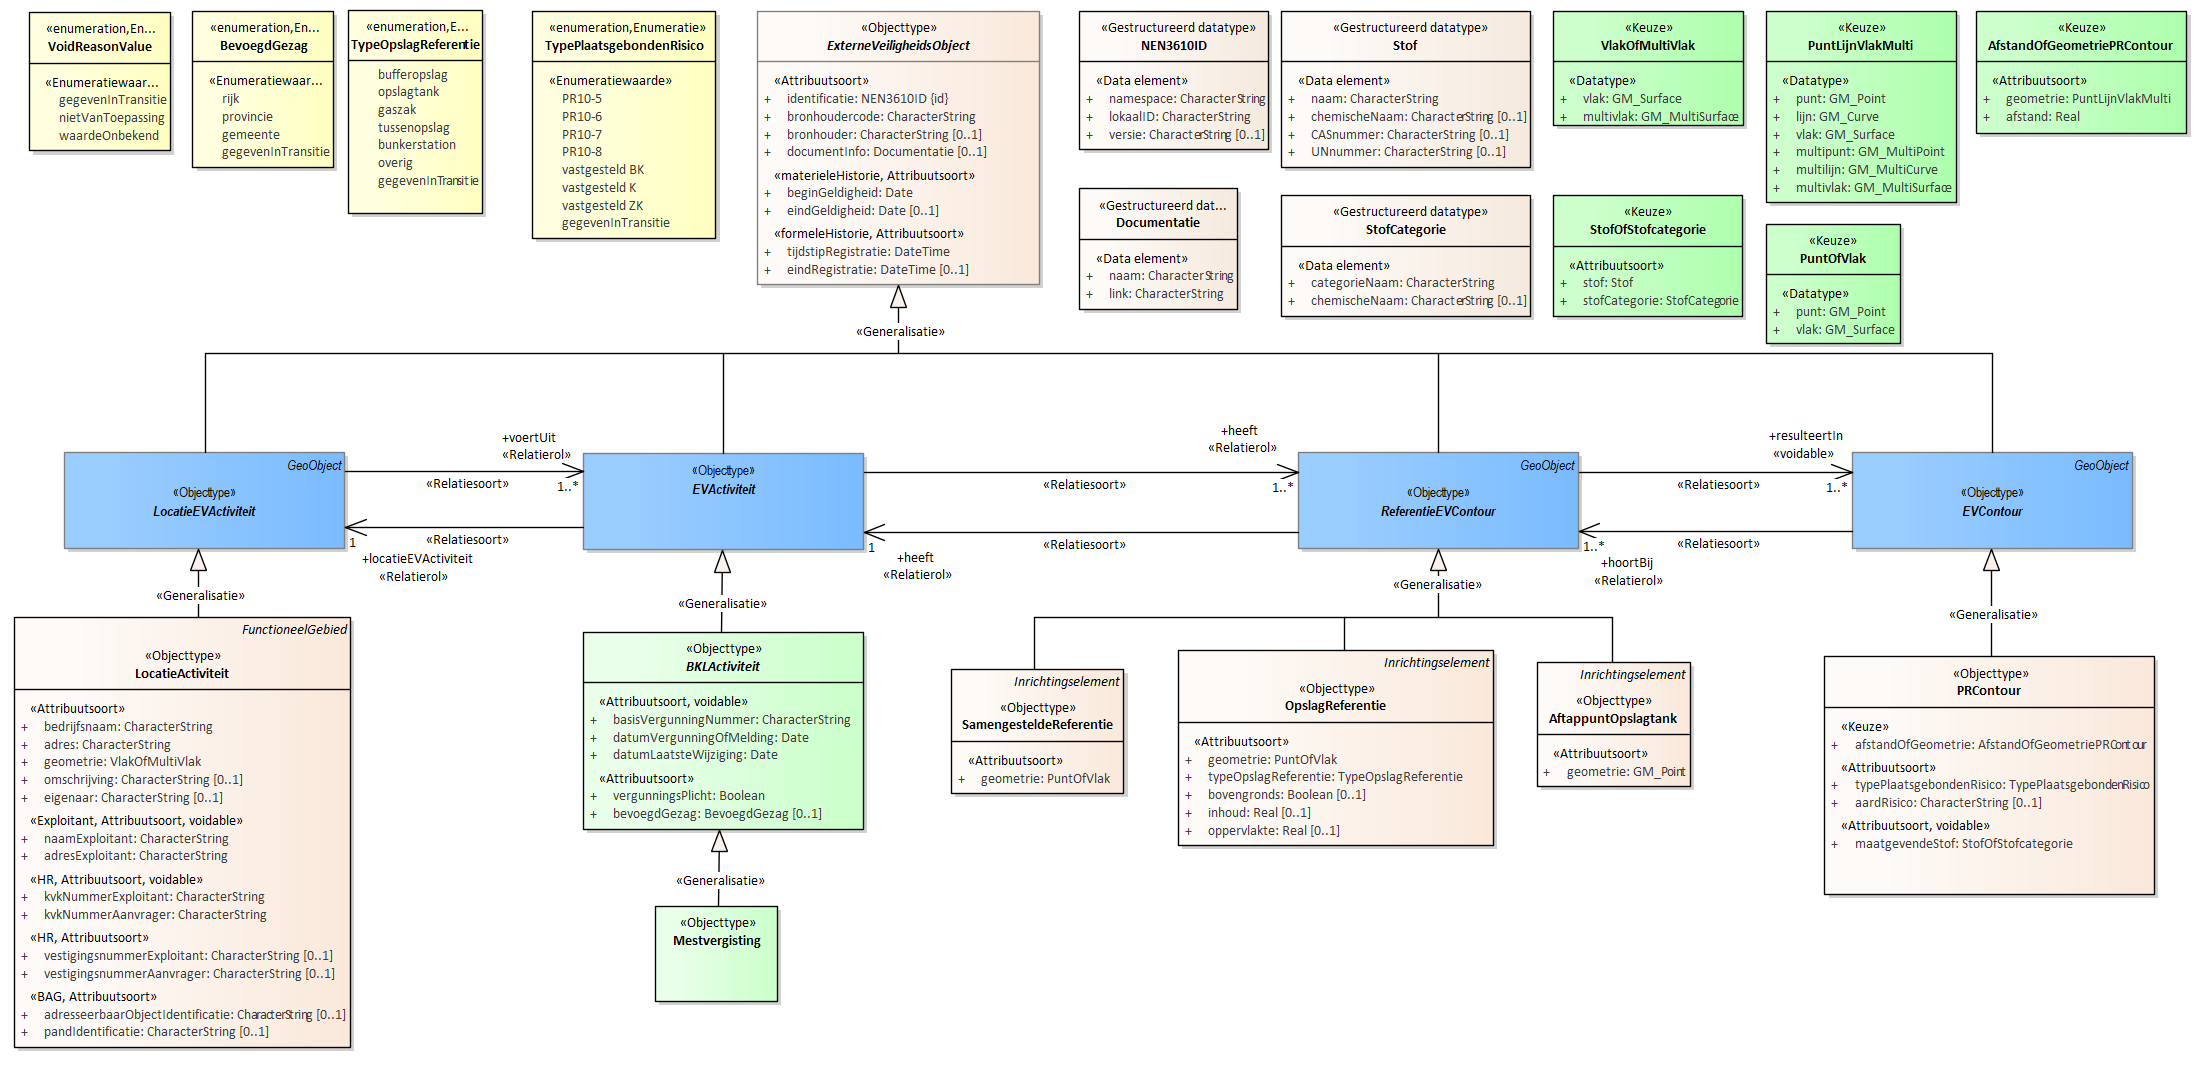 «enumeration,En...
VoidReasonValue
«Enumeratiewaar...
gegevenInTransitie
nietVanToepassing
waardeOnbekend
«enumeration,En...
BevoegdGezag
«Enumeratiewaar...
rijk
provincie
gemeente
gegevenInTransitie
«enumeration,E...
TypeOpslagReferentie
bufferopslag
opslagtank
gaszak
tussenopslag
bunkerstation
overig
gegevenInTransitie
«enumeration,Enumeratie»
TypePlaatsgebondenRisico
«Enumeratiewaarde»
PR10-5
PR10-6
PR10-7
PR10-8
vastgesteld BK
vastgesteld K
vastgesteld ZK
gegevenInTransitie
«Objecttype»
ExterneVeiligheidsObject
«Attribuutsoort»
+ identificatie: NEN3610ID {id}
+ bronhoudercode: CharacterString
+ bronhouder: CharacterString [0..1]
+ documentInfo: Documentatie [0..1]
«materieleHistorie, Attribuutsoort»
+ beginGeldigheid: Date
+ eindGeldigheid: Date [0..1]
«formeleHistorie, Attribuutsoort»
+ tijdstipRegistratie: DateTime
+ eindRegistratie: DateTime [0..1]
«Gestructureerd datatype»
NEN3610ID
«Data element»
+ namespace: CharacterString
+ lokaalID: CharacterString
+ versie: CharacterString [0..1]
«Gestructureerd dat...
Documentatie
«Data element»
+ naam: CharacterString
+ link: CharacterString
«Gestructureerd datatype»
Stof
«Data element»
+ naam: CharacterString
+ chemischeNaam: CharacterString [0..1]
+ CASnummer: CharacterString [0..1]
+ UNnummer: CharacterString [0..1]
«Gestructureerd datatype»
StofCategorie
«Data element»
+ categorieNaam: CharacterString
+ chemischeNaam: CharacterString [0..1]
«Keuze»
VlakOfMultiVlak
«Datatype»
+ vlak: GM_Surface
+ multivlak: GM_MultiSurface
«Keuze»
StofOfStofcategorie
«Attribuutsoort»
+ stof: Stof
+ stofCategorie: StofCategorie
«Keuze»
PuntLijnVlakMulti
«Datatype»
+ punt: GM_Point
+ lijn: GM_Curve
+ vlak: GM_Surface
+ multipunt: GM_MultiPoint
+ multilijn: GM_MultiCurve
+ multivlak: GM_MultiSurface
«Keuze»
PuntOfVlak
«Datatype»
+ punt: GM_Point
+ vlak: GM_Surface
«Keuze»
AfstandOfGeometriePRContour
«Attribuutsoort»
+ geometrie: PuntLijnVlakMulti
+ afstand: Real
«Generalisatie»
GeoObject
«Objecttype»
LocatieEVActiviteit
+voertUit
«Relatierol»
1..*
«Relatiesoort»
«Relatiesoort»
1
+locatieEVActiviteit
«Relatierol»
«Objecttype»
EVActiviteit
+heeft
«Relatierol»
1..*
«Relatiesoort»
«Relatiesoort»
1
+heeft
«Relatierol»
GeoObject
«Objecttype»
ReferentieEVContour
+resulteertIn
«voidable»
1..*
«Relatiesoort»
«Relatiesoort»
1..*
+hoortBij
«Relatierol»
GeoObject
«Objecttype»
EVContour
«Generalisatie»
FunctioneelGebied
«Objecttype»
LocatieActiviteit
«Attribuutsoort»
+ bedrijfsnaam: CharacterString
+ adres: CharacterString
+ geometrie: VlakOfMultiVlak
+ omschrijving: CharacterString [0..1]
+ eigenaar: CharacterString [0..1]
«Exploitant, Attribuutsoort, voidable»
+ naamExploitant: CharacterString
+ adresExploitant: CharacterString
«HR, Attribuutsoort, voidable»
+ kvkNummerExploitant: CharacterString
+ kvkNummerAanvrager: CharacterString
«HR, Attribuutsoort»
+ vestigingsnummerExploitant: CharacterString [0..1]
+ vestigingsnummerAanvrager: CharacterString [0..1]
«BAG, Attribuutsoort»
+ adresseerbaarObjectIdentificatie: CharacterString [0..1]
+ pandIdentificatie: CharacterString [0..1]
«Generalisatie»
«Objecttype»
BKLActiviteit
«Attribuutsoort, voidable»
+ basisVergunningNummer: CharacterString
+ datumVergunningOfMelding: Date
+ datumLaatsteWijziging: Date
«Attribuutsoort»
+ vergunningsPlicht: Boolean
+ bevoegdGezag: BevoegdGezag [0..1]
«Generalisatie»
«Objecttype»
Mestvergisting
«Generalisatie»
Inrichtingselement
«Objecttype»
SamengesteldeReferentie
«Attribuutsoort»
+ geometrie: PuntOfVlak
Inrichtingselement
«Objecttype»
OpslagReferentie
«Attribuutsoort»
+ geometrie: PuntOfVlak
+ typeOpslagReferentie: TypeOpslagReferentie
+ bovengronds: Boolean [0..1]
+ inhoud: Real [0..1]
+ oppervlakte: Real [0..1]
Inrichtingselement
«Objecttype»
AftappuntOpslagtank
«Attribuutsoort»
+ geometrie: GM_Point
«Generalisatie»
«Objecttype»
PRContour
«Keuze»
+ afstandOfGeometrie: AfstandOfGeometriePRContour
«Attribuutsoort»
+ typePlaatsgebondenRisico: TypePlaatsgebondenRisico
+ aardRisico: CharacterString [0..1]
«Attribuutsoort, voidable»
+ maatgevendeStof: StofOfStofcategorie